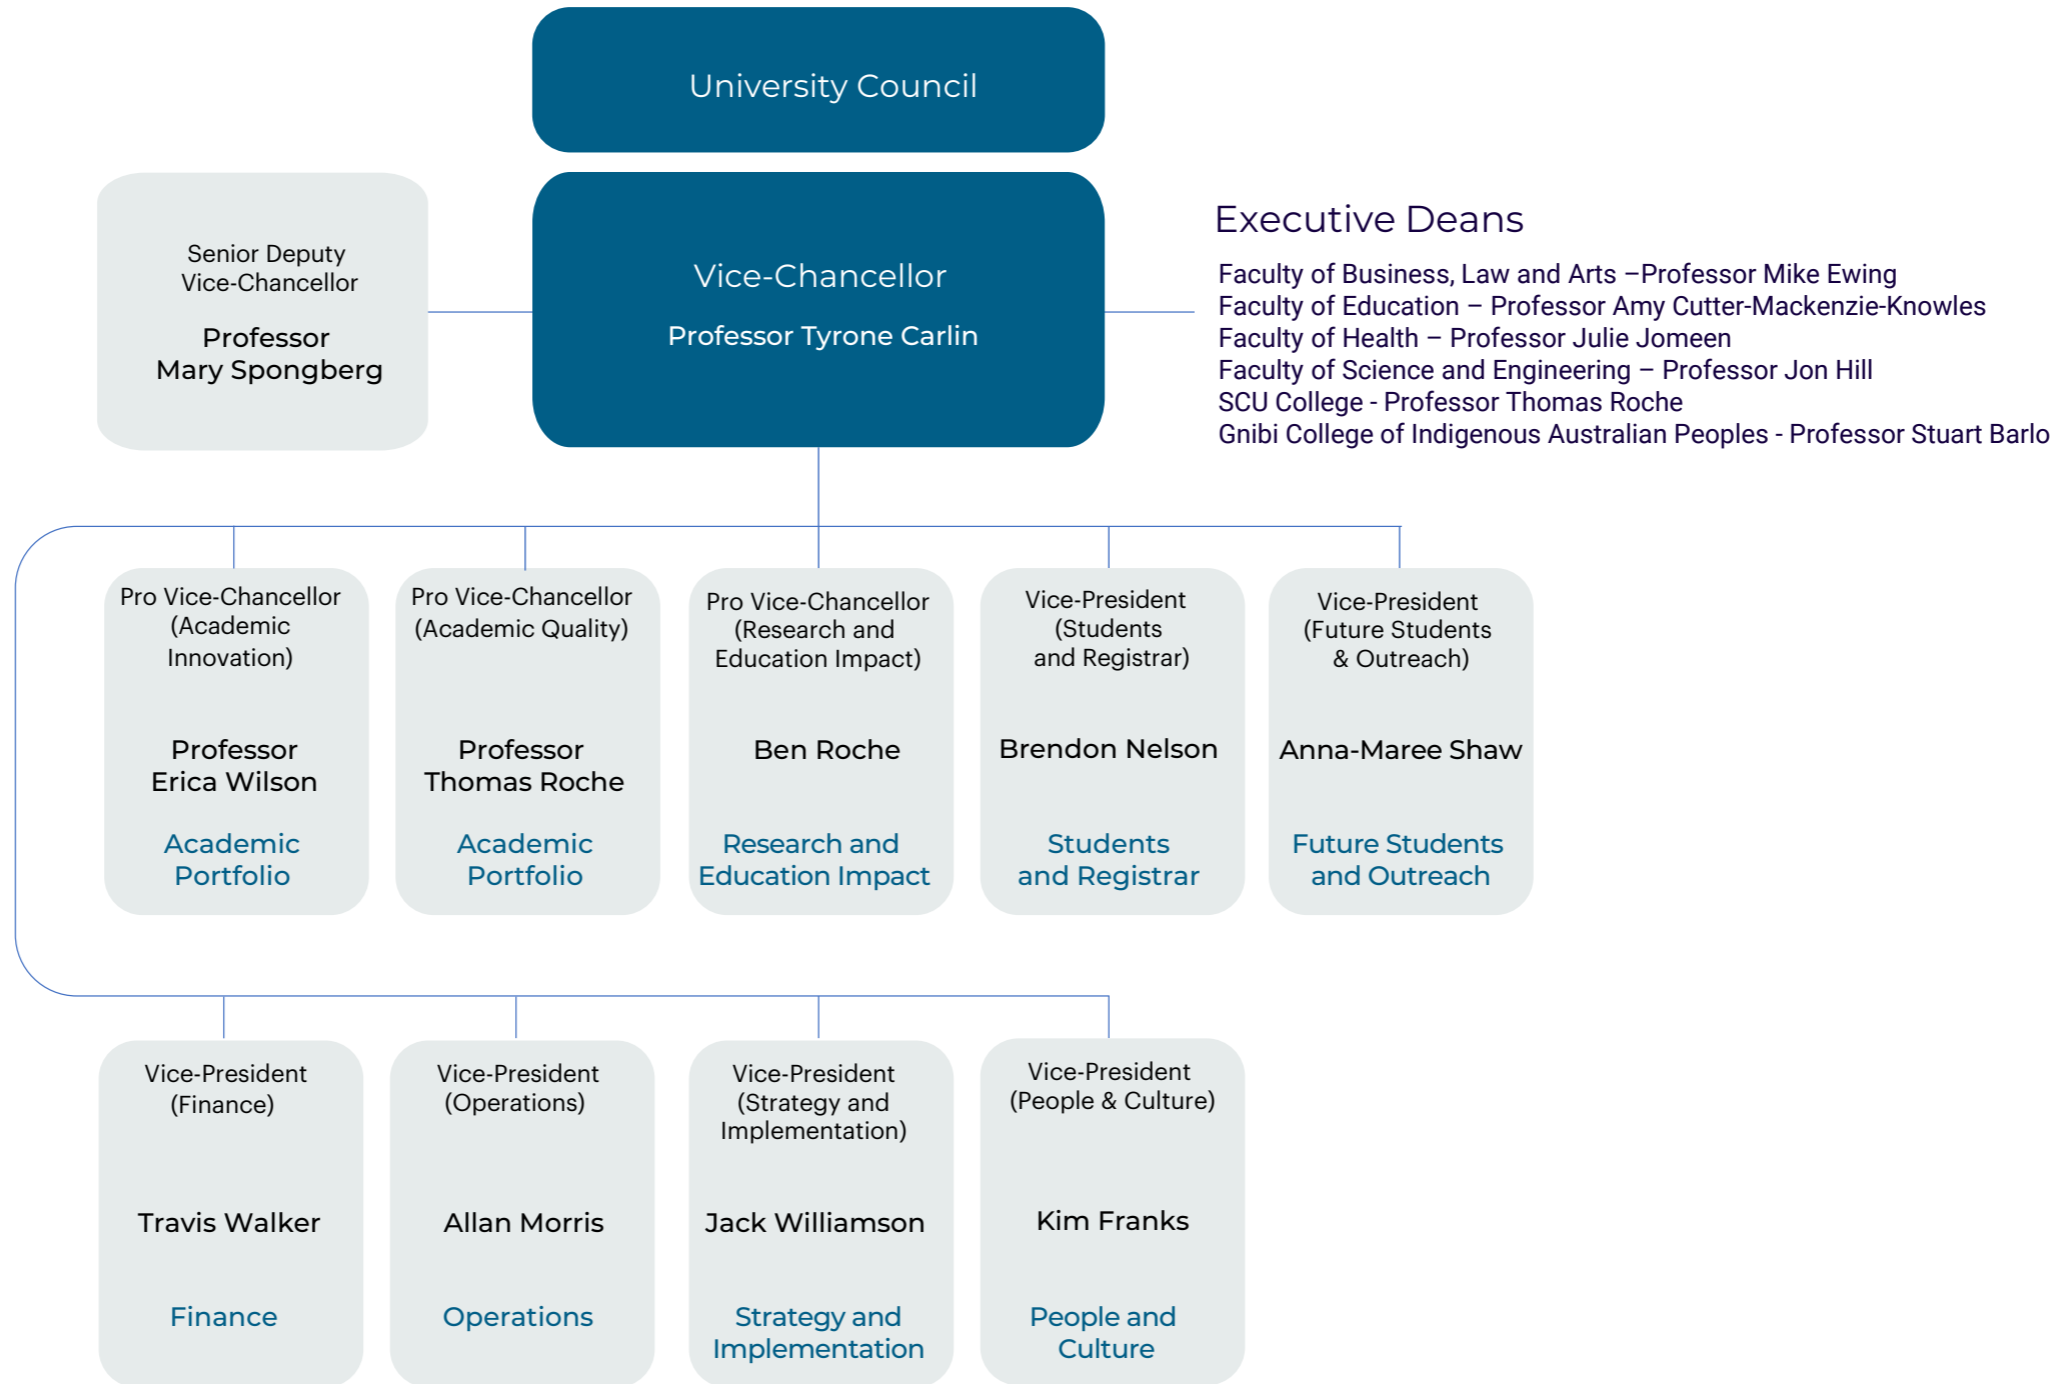 University Council
Senior Deputy
Vice-Chancellor
Professor
Mary Spongberg
Vice-Chancellor
Professor Tyrone Carlin
Executive Deans
Faculty of Business, Law and Arts –Professor Mike Ewing
Faculty of Education – Professor Amy Cutter-Mackenzie-Knowles
Faculty of Health – Professor Julie Jomeen
Faculty of Science and Engineering – Professor Jon Hill
SCU College - Professor Thomas Roche
Gnibi College of Indigenous Australian Peoples - Professor Stuart Barlo
Pro Vice-Chancellor
(Academic
Innovation)
Professor
Erica Wilson
Academic
Portfolio
Pro Vice-Chancellor
(Academic Quality)
Professor
Thomas Roche
Academic
Portfolio
Pro Vice-Chancellor
(Research and
Education Impact)
Ben Roche
Research and
Education Impact
Vice-President
(Students
and Registrar)
Brendon Nelson
Students
and Registrar
Vice-President
(Future Students
& Outreach)
Anna-Maree Shaw
Future Students
and Outreach
Vice-President
(Finance)
Travis Walker
Finance
Vice-President
(Operations)
Allan Morris
Operations
Vice-President
(Strategy and
Implementation)
Jack Williamson
Strategy and
Implementation
Vice-President
(People & Culture)
Kim Franks
People and
Culture